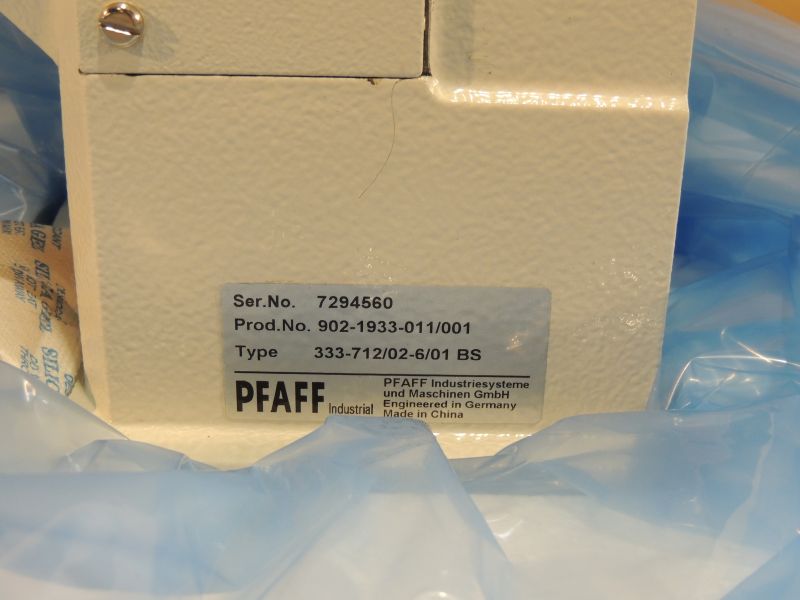 Ser.No. 7294560
Prod.No. 902-1933-011/001
Type 333-712/02-6/01 BS
PFAFF Industrial
PFAFF Industriesysteme
und Maschinen GmbH
Engineered in Germany
Made in China